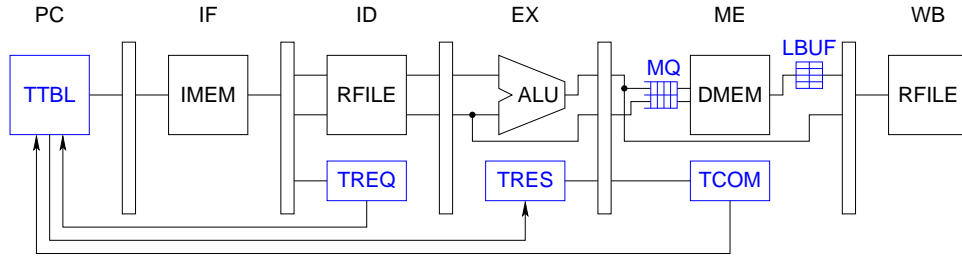 PC IF ID EX ME WB
LBUF
MQ
TTBL IMEM RFILE ALU DMEM RFILE
TREQ TRES TCOM